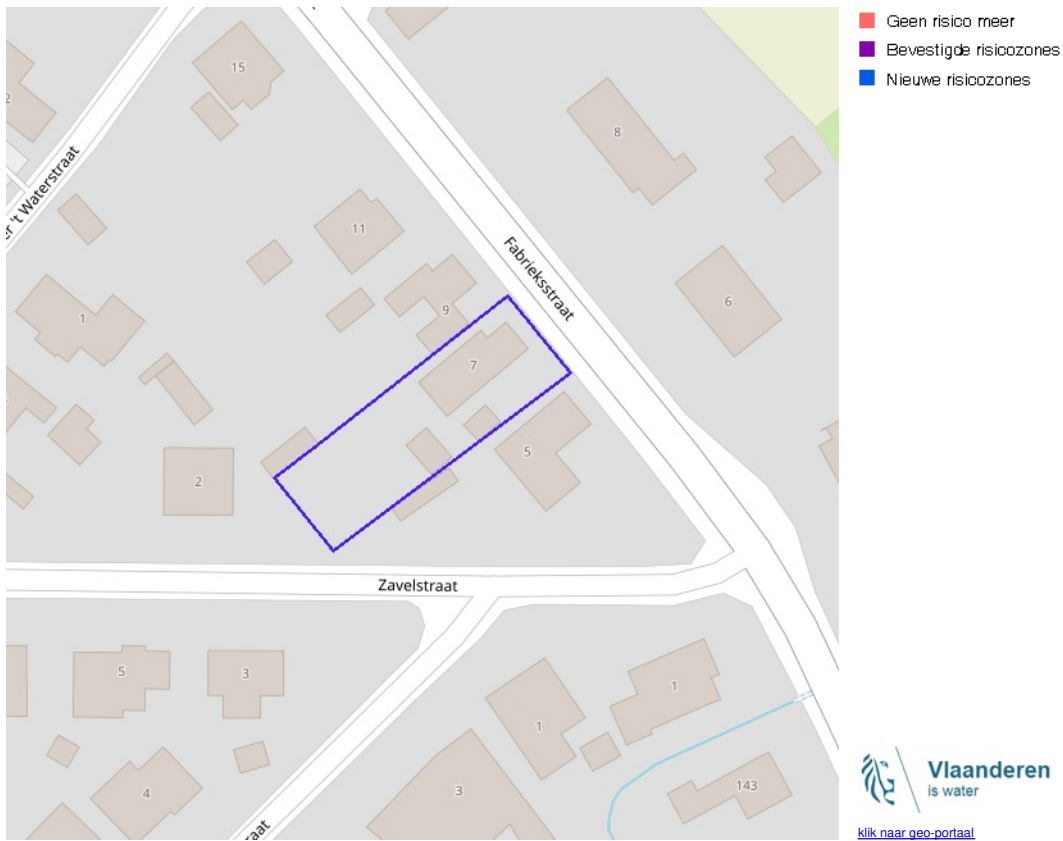 Geen risico meer
Bevestigde risicozones
Nieuwe risicozones
15
8
't Waterstraat
11
Fabrieksstraat
6
9
1
7
5
2
Zavelstraat
5
3
1
1
4
3
143
Vlaanderen
is water
klik naar geo-portaal